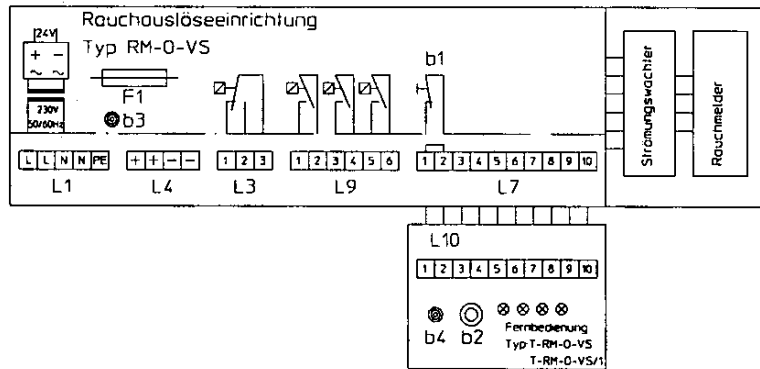 Rauchauslöseeinrichtung
Typ RM-O-VS
24V
+ -
~ ~
230V
50/60Hz
F1
b3
b1
L L N N PE
L1
+ + - -
L4
1 2 3
L3
1 2 3 4 5 6
L9
1 2 3 4 5 6 7 8 9 10
L7
Strömungswächter
Rauchmelder
L10
1 2 3 4 5 6 7 8 9 10
b4 b2
Fernbedienung
Typ:T-RM-O-VS
T-RM-O-VS/1